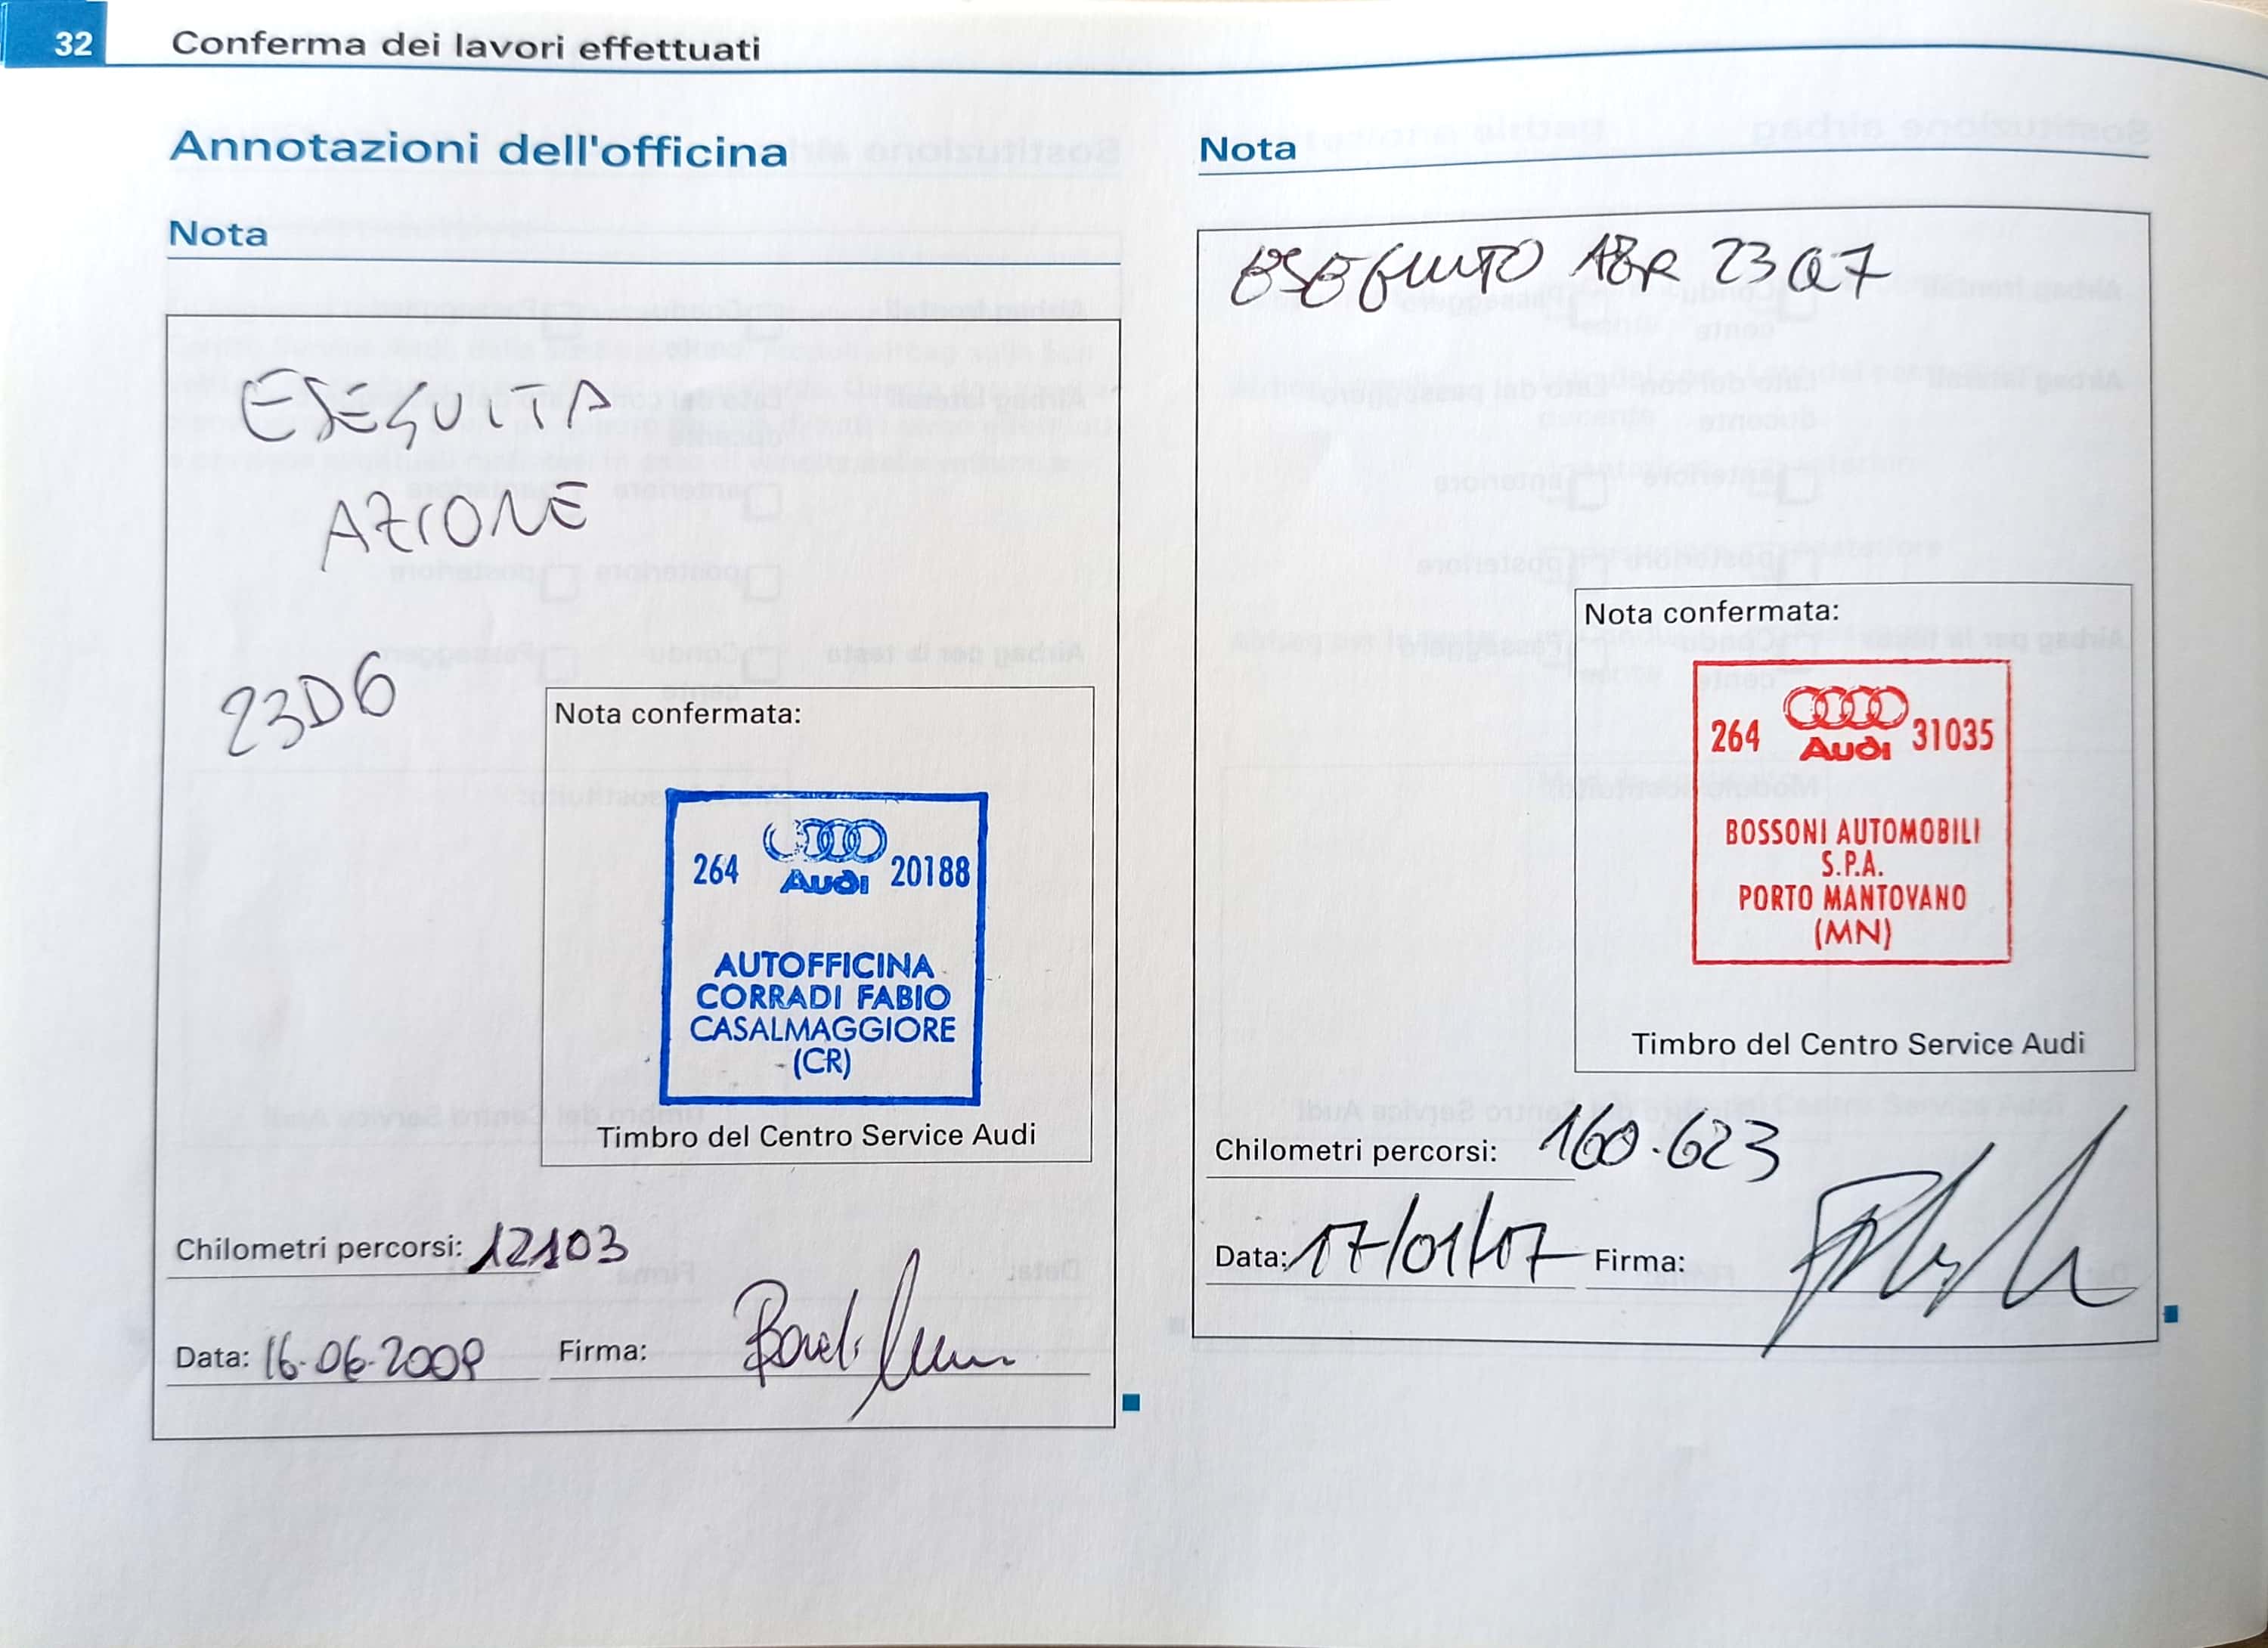 32 Conferma dei lavori effettuati
Annotazioni dell'officina
Nota
ESEGUITA
AZIONE
23D6
Nota confermata:
264 Audi 20188
AUTOFFICINA
CORRADI FABIO
CASALMAGGIORE
(CR)
Timbro del Centro Service Audi
Chilometri percorsi: 12103
Data: 16-06-2009 Firma:
Nota
ESEGUITO ABR 23Q7
Nota confermata:
264 Audi 31035
BOSSONI AUTOMOBILI
S.P.A.
PORTO MANTOVANO
(MN)
Timbro del Centro Service Audi
Chilometri percorsi: 160.623
Data: 17/01/17 Firma: